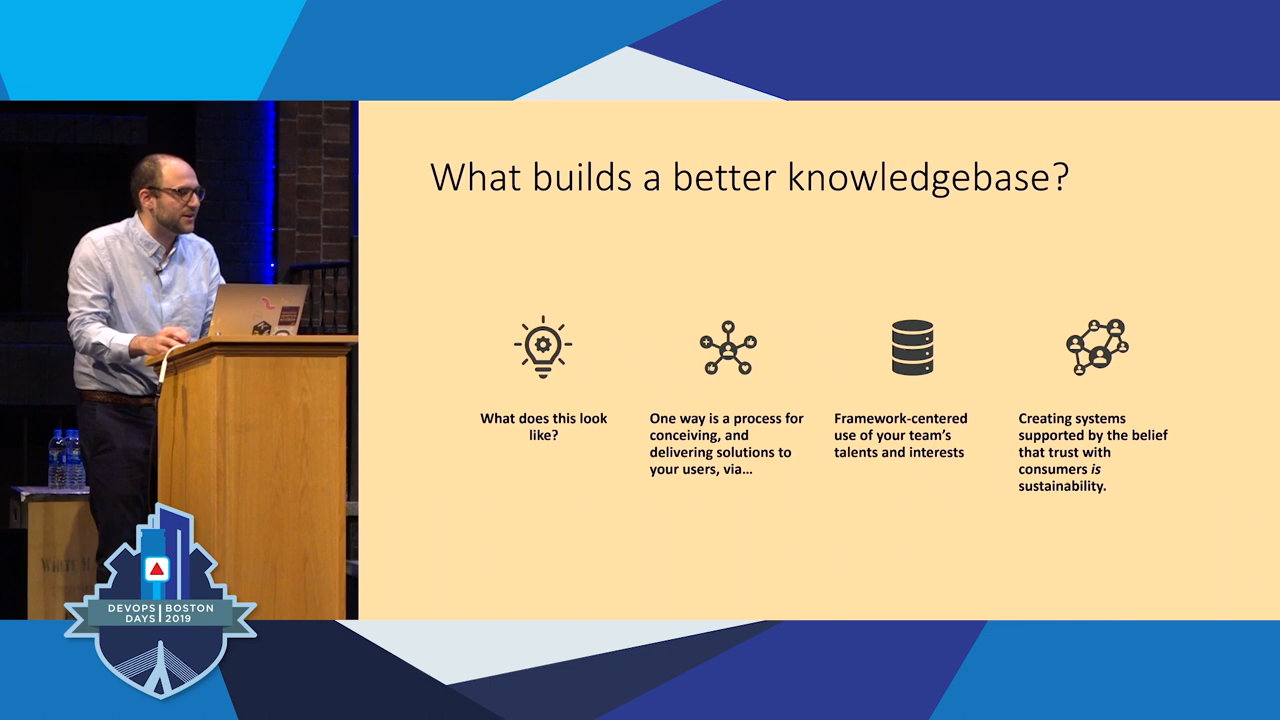 What builds a better knowledgebase?
What does this look
like?
One way is a process for
conceiving, and
delivering solutions to
your users, via...
Framework-centered
use of your team's
talents and interests
Creating systems
supported by the belief
that trust with
consumers is
sustainability.
WHITE
DEVOPS BOSTON
DAYS 2019